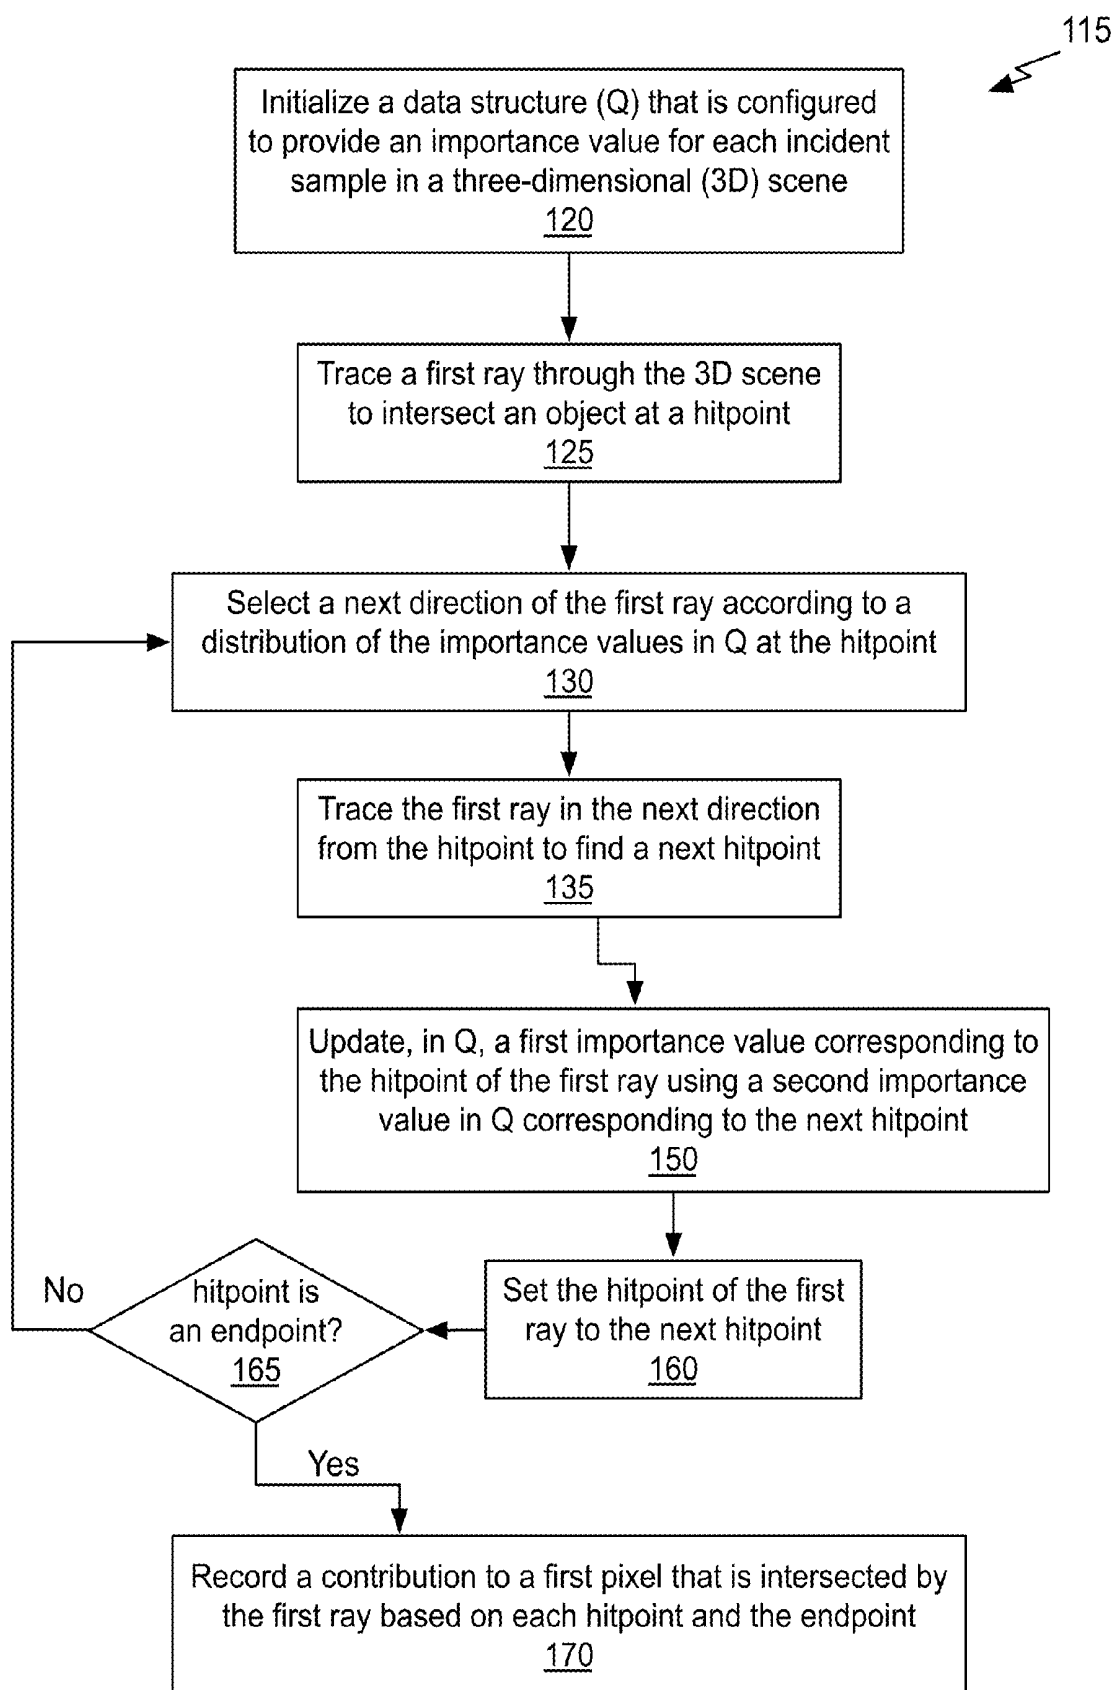 115
Initialize a data structure (Q) that is configured
to provide an importance value for each incident
sample in a three-dimensional (3D) scene
120
Trace a first ray through the 3D scene
to intersect an object at a hitpoint
125
Select a next direction of the first ray according to a
distribution of the importance values in Q at the hitpoint
130
Trace the first ray in the next direction
from the hitpoint to find a next hitpoint
135
Update, in Q, a first importance value corresponding to
the hitpoint of the first ray using a second importance
value in Q corresponding to the next hitpoint
150
Set the hitpoint of the first
ray to the next hitpoint
160
No
hitpoint is
an endpoint?
165
Yes
Record a contribution to a first pixel that is intersected by
the first ray based on each hitpoint and the endpoint
170